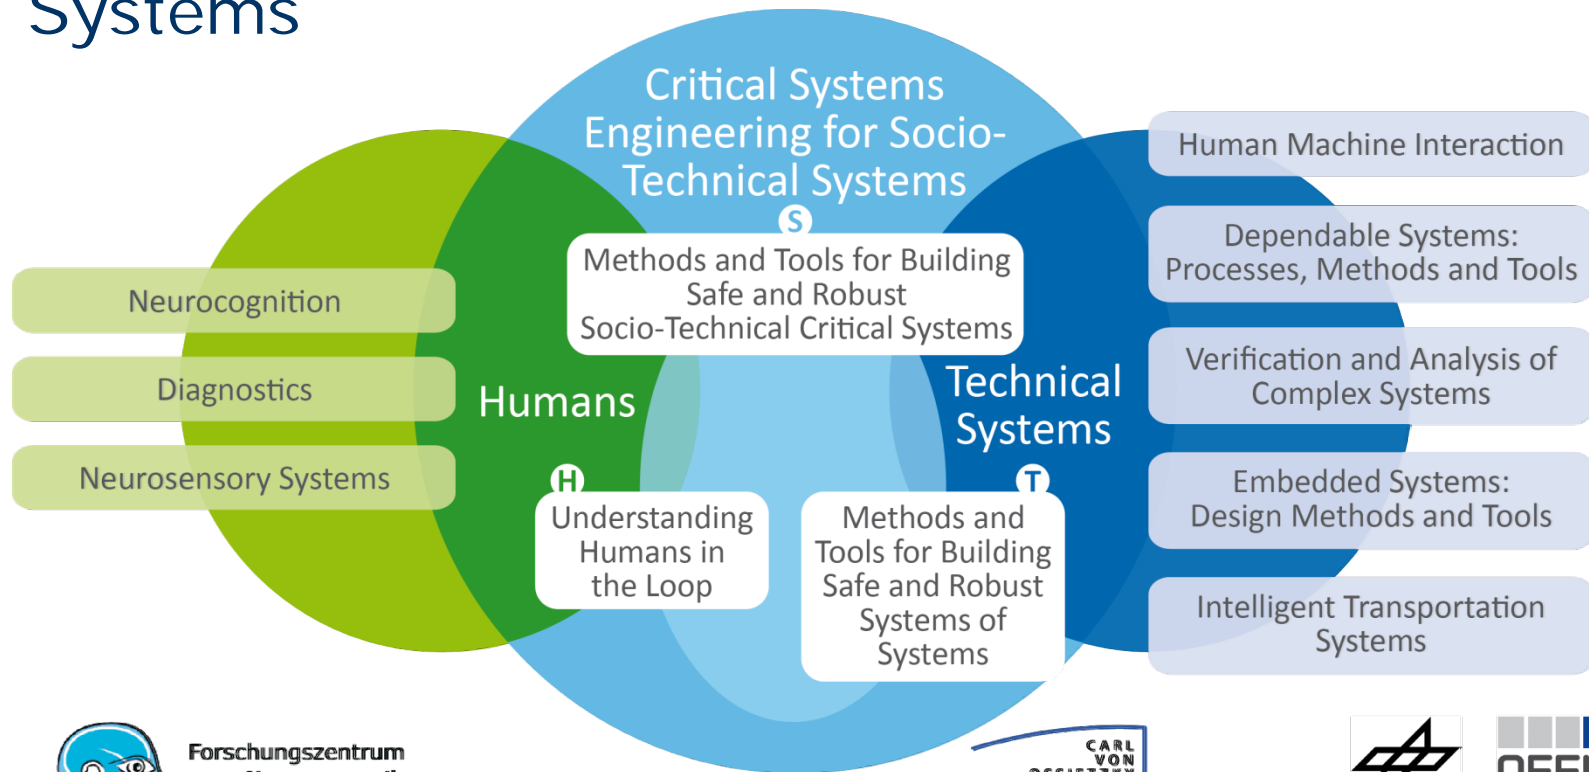 Systems
Critical Systems
Engineering for Socio-
Technical Systems
S
Methods and Tools for Building
Safe and Robust
Socio-Technical Critical Systems
Neurocognition
Diagnostics
Neurosensory Systems
Humans
H
Understanding
Humans in
the Loop
Technical
Systems
T
Methods and
Tools for Building
Safe and Robust
Systems of
Systems
Human Machine Interaction
Dependable Systems:
Processes, Methods and Tools
Verification and Analysis of
Complex Systems
Embedded Systems:
Design Methods and Tools
Intelligent Transportation
Systems
Forschungszentrum
CARL
VON